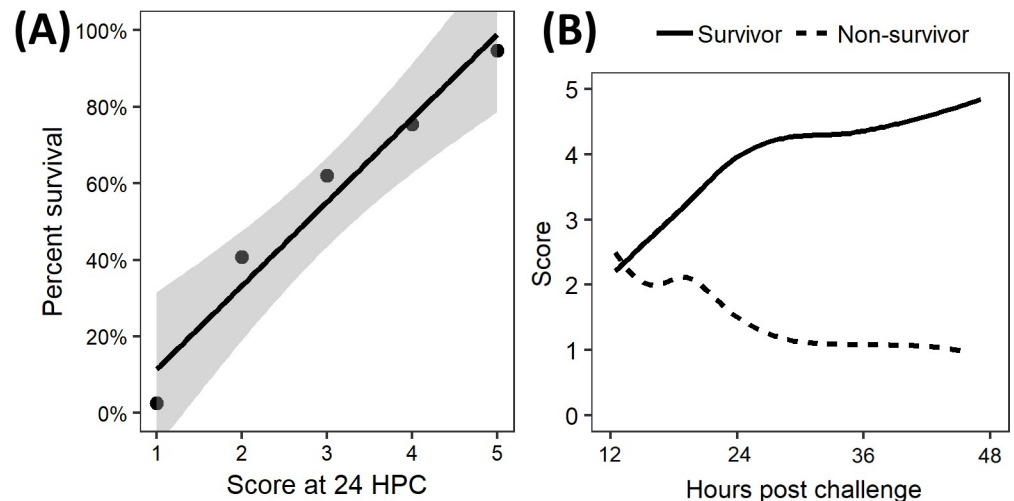 (A)
100%
80%
60%
40%
20%
0%
Percent survival
1 2 3 4 5
Score at 24 HPC
(B)
Survivor Non-survivor
5
4
3
2
1
0
Score
12 24 36 48
Hours post challenge